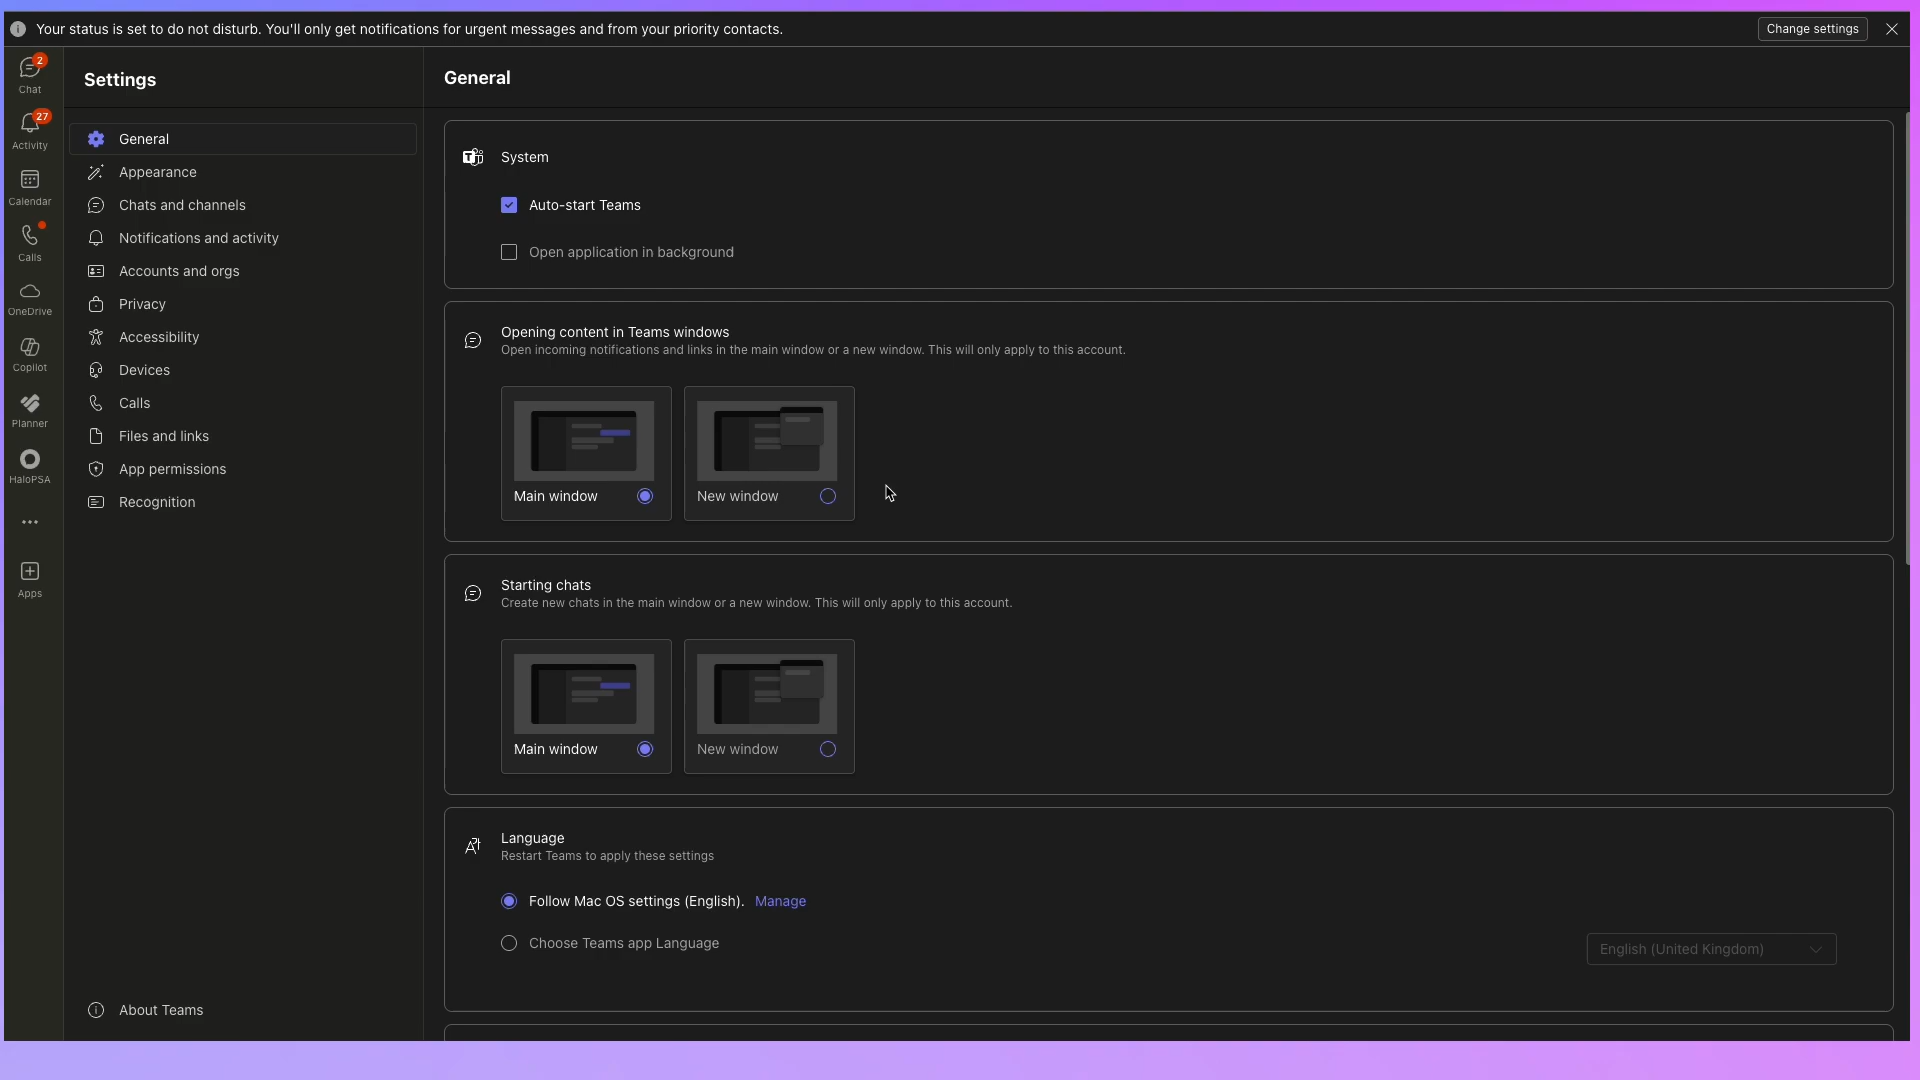 Your status is set to do not disturb. You'll only get notifications for urgent messages and from your priority contacts.
Change settings
2
Chat
27
Activity
Calendar
Calls
OneDrive
Copilot
Planner
HaloPSA
Apps
Settings
General
Appearance
Chats and channels
Notifications and activity
Accounts and orgs
Privacy
Accessibility
Devices
Calls
Files and links
App permissions
Recognition
About Teams
General
System
Auto-start Teams
Open application in background
Opening content in Teams windows
Open incoming notifications and links in the main window or a new window. This will only apply to this account.
Main window
New window
Starting chats
Create new chats in the main window or a new window. This will only apply to this account.
Main window
New window
Language
Restart Teams to apply these settings
Follow Mac OS settings (English). Manage
Choose Teams app Language
English (United Kingdom)